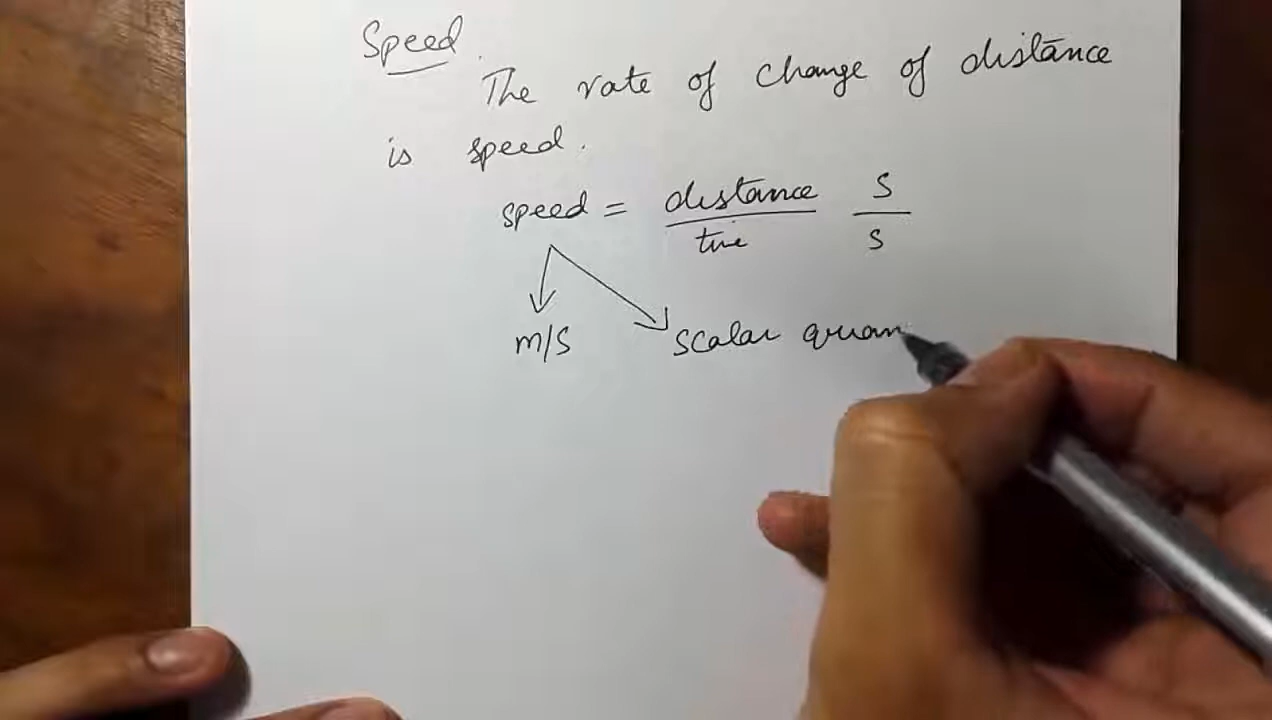 Speed.
The rate of change of distance
is speed.
speed = distance / time s / s
m/s scalar quan